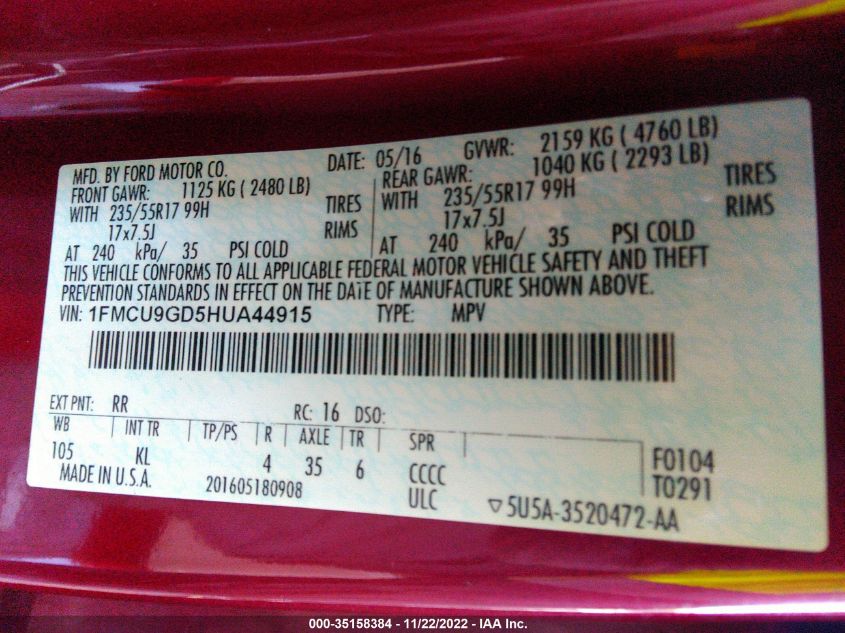 MFD. BY FORD MOTOR CO. DATE: 05/16 GVWR: 2159 KG ( 4760 LB)
FRONT GAWR: 1125 KG ( 2480 LB) REAR GAWR: 1040 KG ( 2293 LB)
WITH 235/55R17 99H TIRES WITH 235/55R17 99H TIRES
17x7.5J RIMS 17x7.5J RIMS
AT 240 kPa/ 35 PSI COLD AT 240 kPa/ 35 PSI COLD
THIS VEHICLE CONFORMS TO ALL APPLICABLE FEDERAL MOTOR VEHICLE SAFETY AND THEFT
PREVENTION STANDARDS IN EFFECT ON THE DATE OF MANUFACTURE SHOWN ABOVE.
VIN: 1FMCU9GD5HUA44915 TYPE: MPV
EXT PNT: RR RC: 16 DSO:
WB INT TR TP/PS R AXLE TR SPR
105 KL 4 35 6 CCCC F0104
MADE IN U.S.A. 201605180908 ULC T0291
▽5U5A-3520472-AA
000-35158384 - 11/22/2022 - IAA Inc.